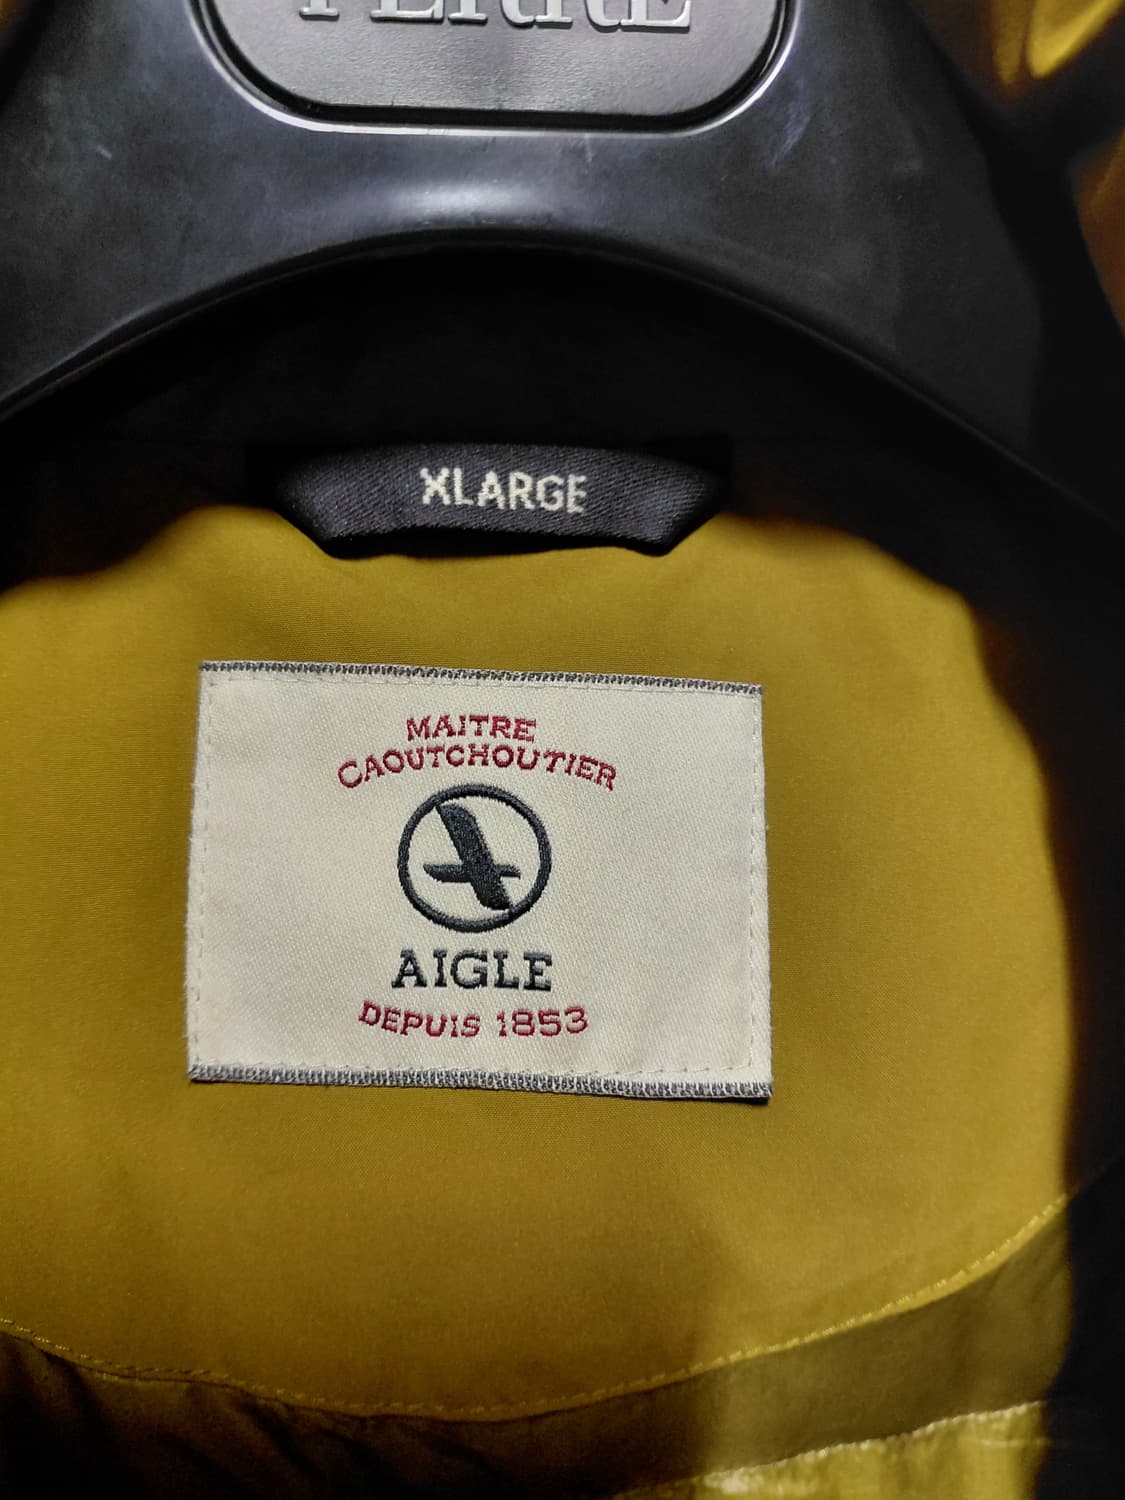 XLARGE
MAITRE
CAOUTCHOUTIER
AIGLE
DEPUIS 1853